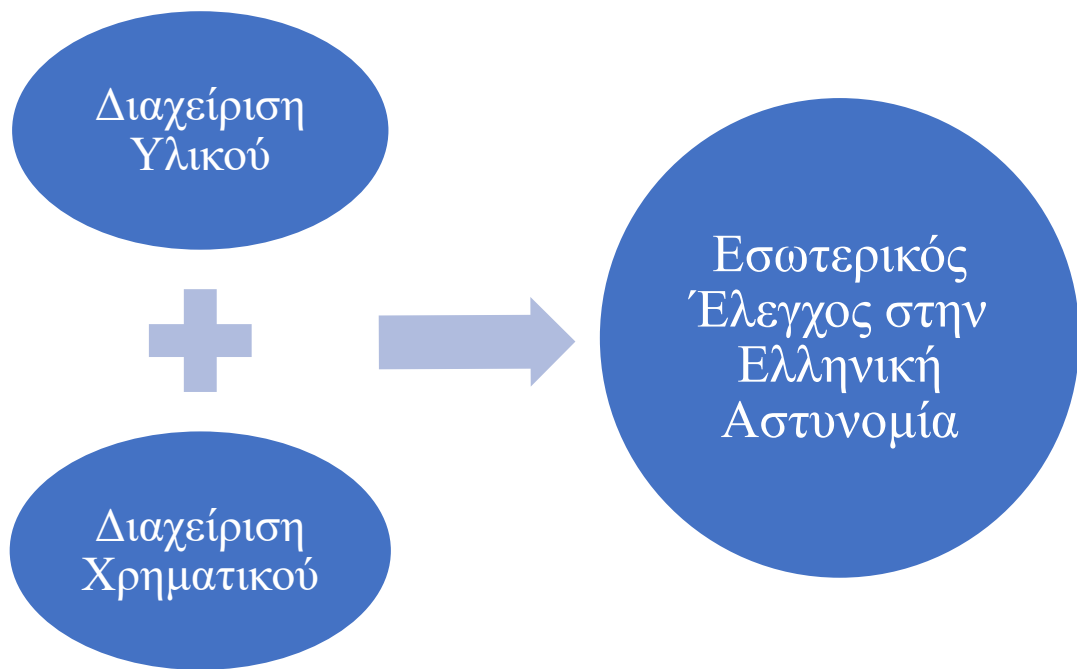 Διαχείριση
Υλικού
Διαχείριση
Χρηματικού
Εσωτερικός
Έλεγχος στην
Ελληνική
Αστυνομία